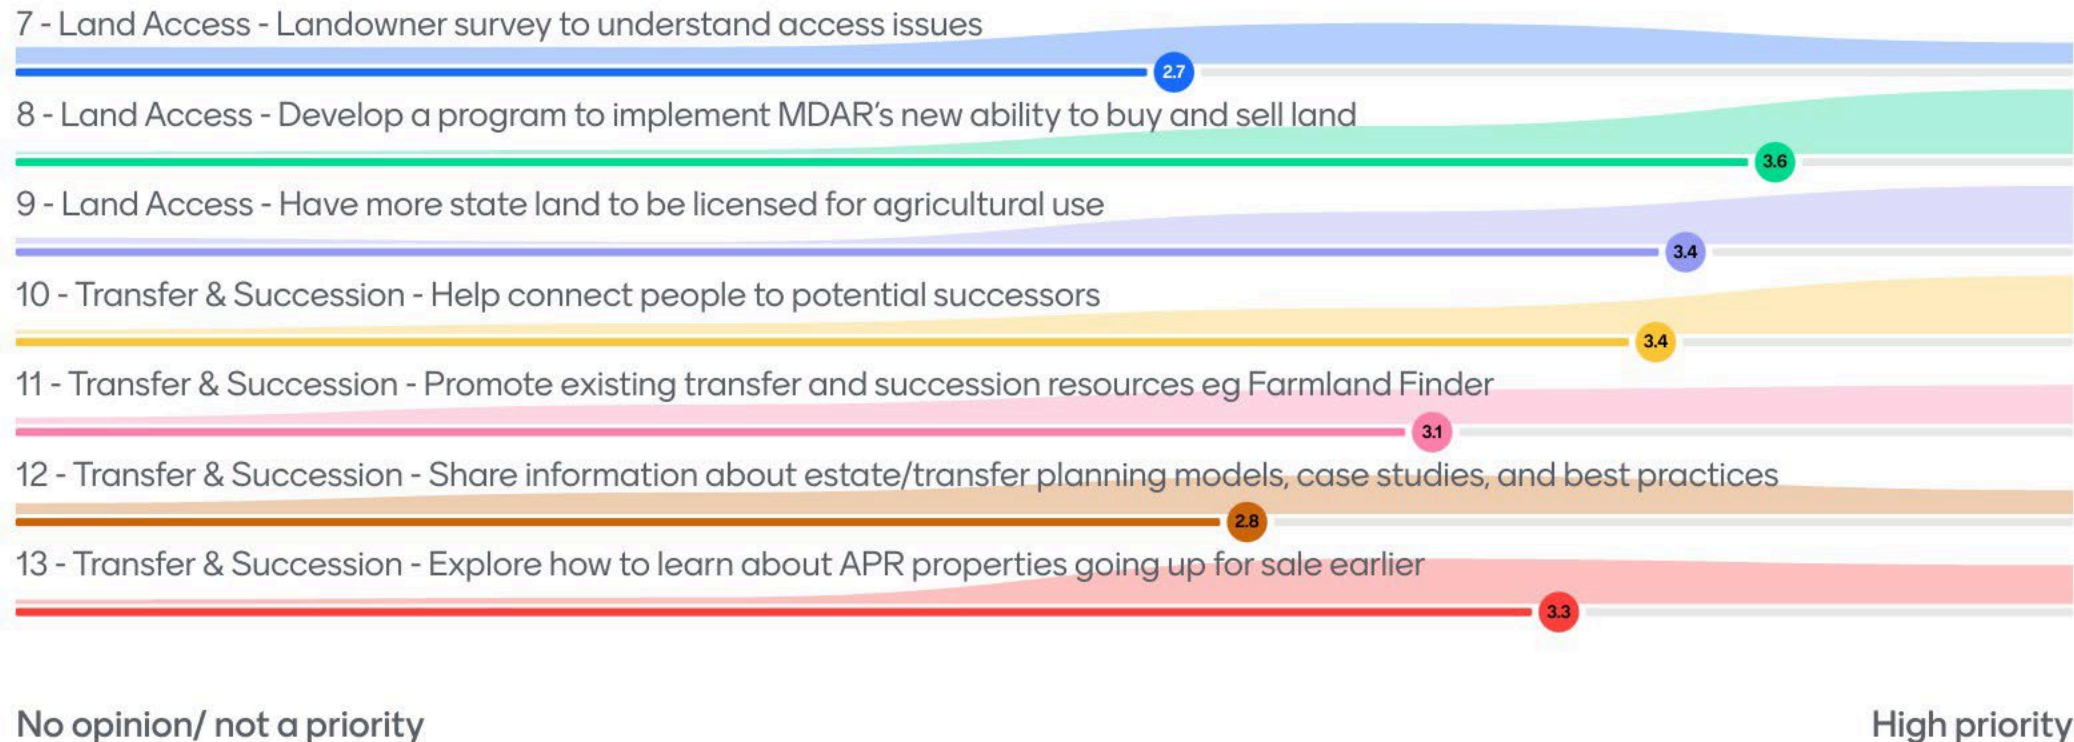 7 - Land Access - Landowner survey to understand access issues
2.7
8 - Land Access - Develop a program to implement MDAR's new ability to buy and sell land
3.6
9 - Land Access - Have more state land to be licensed for agricultural use
3.4
10 - Transfer & Succession - Help connect people to potential successors
3.4
11 - Transfer & Succession - Promote existing transfer and succession resources eg Farmland Finder
3.1
12 - Transfer & Succession - Share information about estate/transfer planning models, case studies, and best practices
2.8
13 - Transfer & Succession - Explore how to learn about APR properties going up for sale earlier
3.3
No opinion/ not a priority
High priority